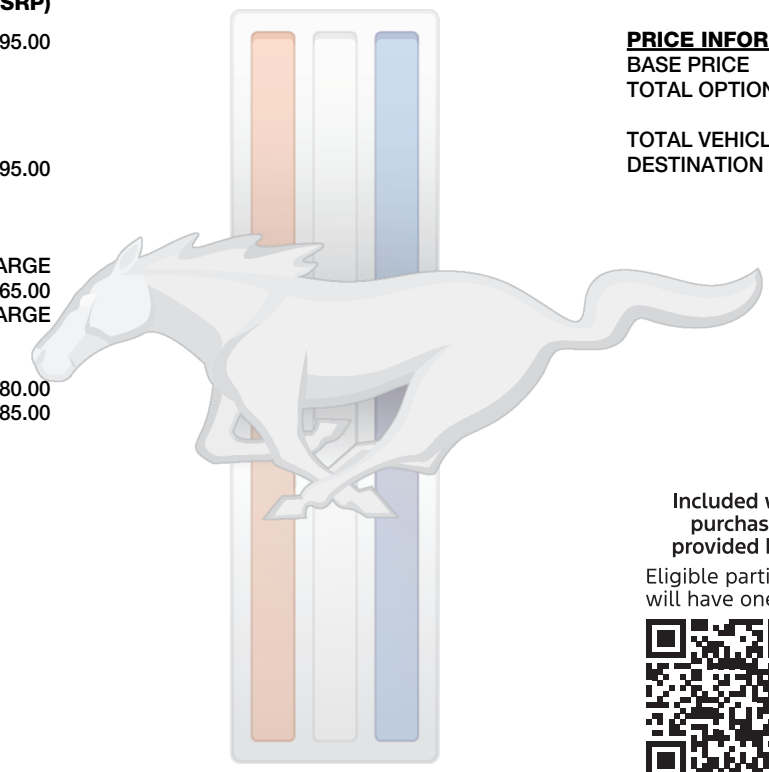 SRP)
95.00
95.00
ARGE
65.00
ARGE
80.00
85.00
PRICE INFOR
BASE PRICE
TOTAL OPTION
TOTAL VEHICL
DESTINATION
Included w
purchas
provided b
Eligible parti
will have one